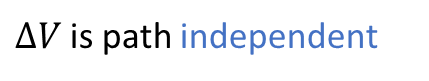 Δ𝑉 is path independent